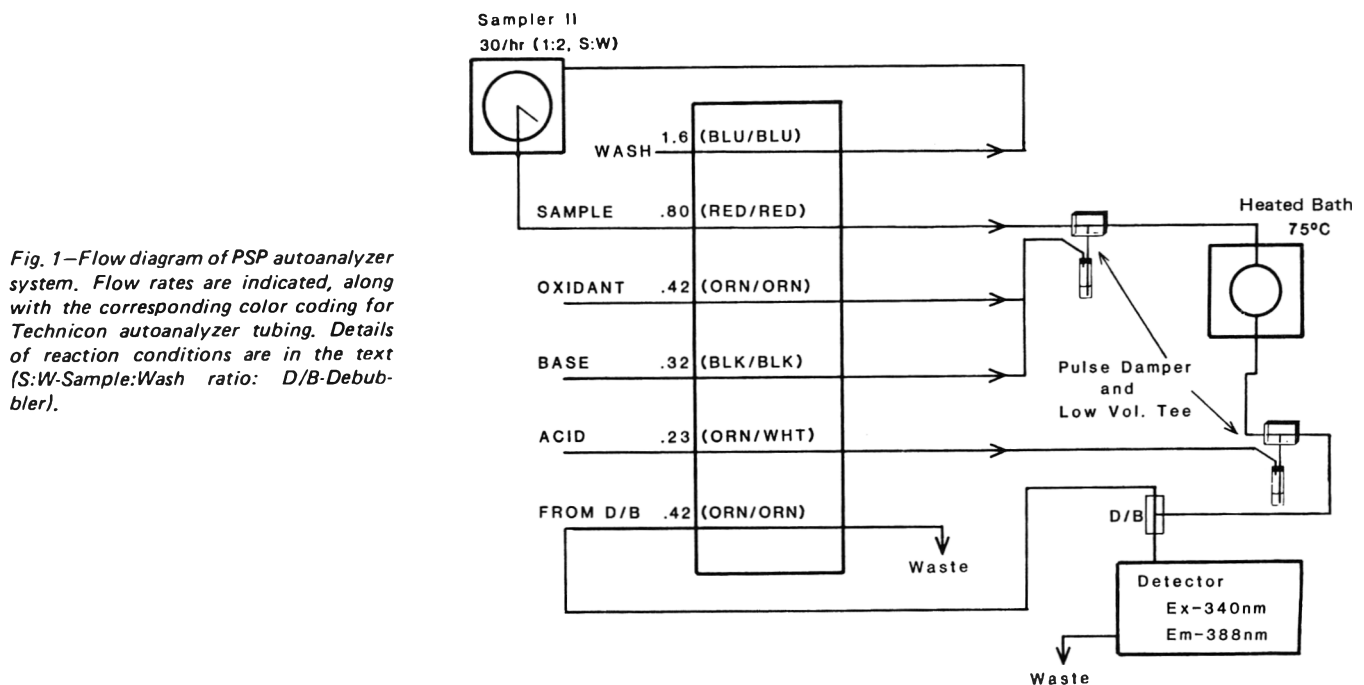 Fig. 1—Flow diagram of PSP autoanalyzer
system. Flow rates are indicated, along
with the corresponding color coding for
Technicon autoanalyzer tubing. Details
of reaction conditions are in the text
(S:W-Sample:Wash ratio: D/B-Debub-
bler).
Sampler II
30/hr (1:2, S:W)
WASH 1.6 (BLU/BLU)
SAMPLE .80 (RED/RED)
OXIDANT .42 (ORN/ORN)
BASE .32 (BLK/BLK)
ACID .23 (ORN/WHT)
FROM D/B .42 (ORN/ORN)
Waste
Heated Bath
75ºC
Pulse Damper
and
Low Vol. Tee
D/B
Detector
Ex-340nm
Em-388nm
Waste